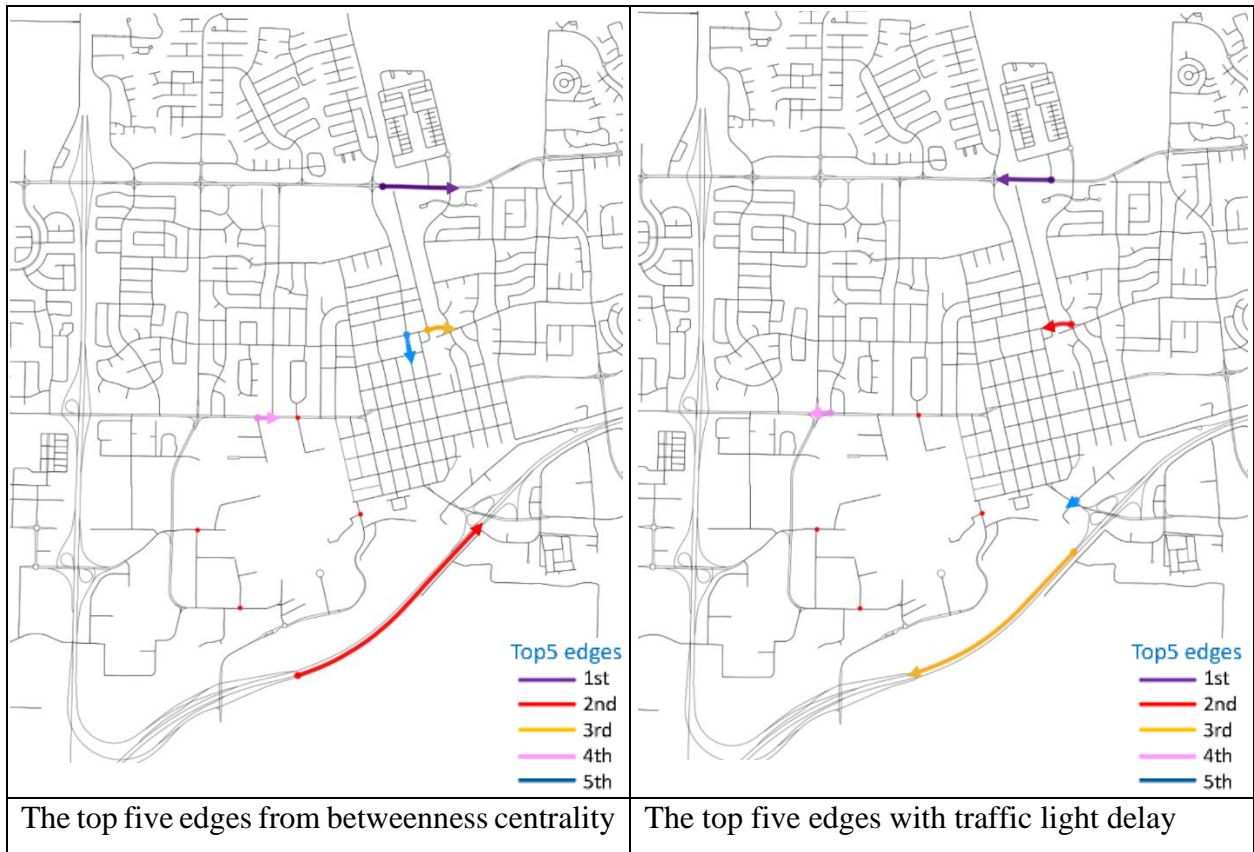 Top5 edges
1st
2nd
3rd
4th
5th
Top5 edges
1st
2nd
3rd
4th
5th
The top five edges from betweenness centrality
The top five edges with traffic light delay